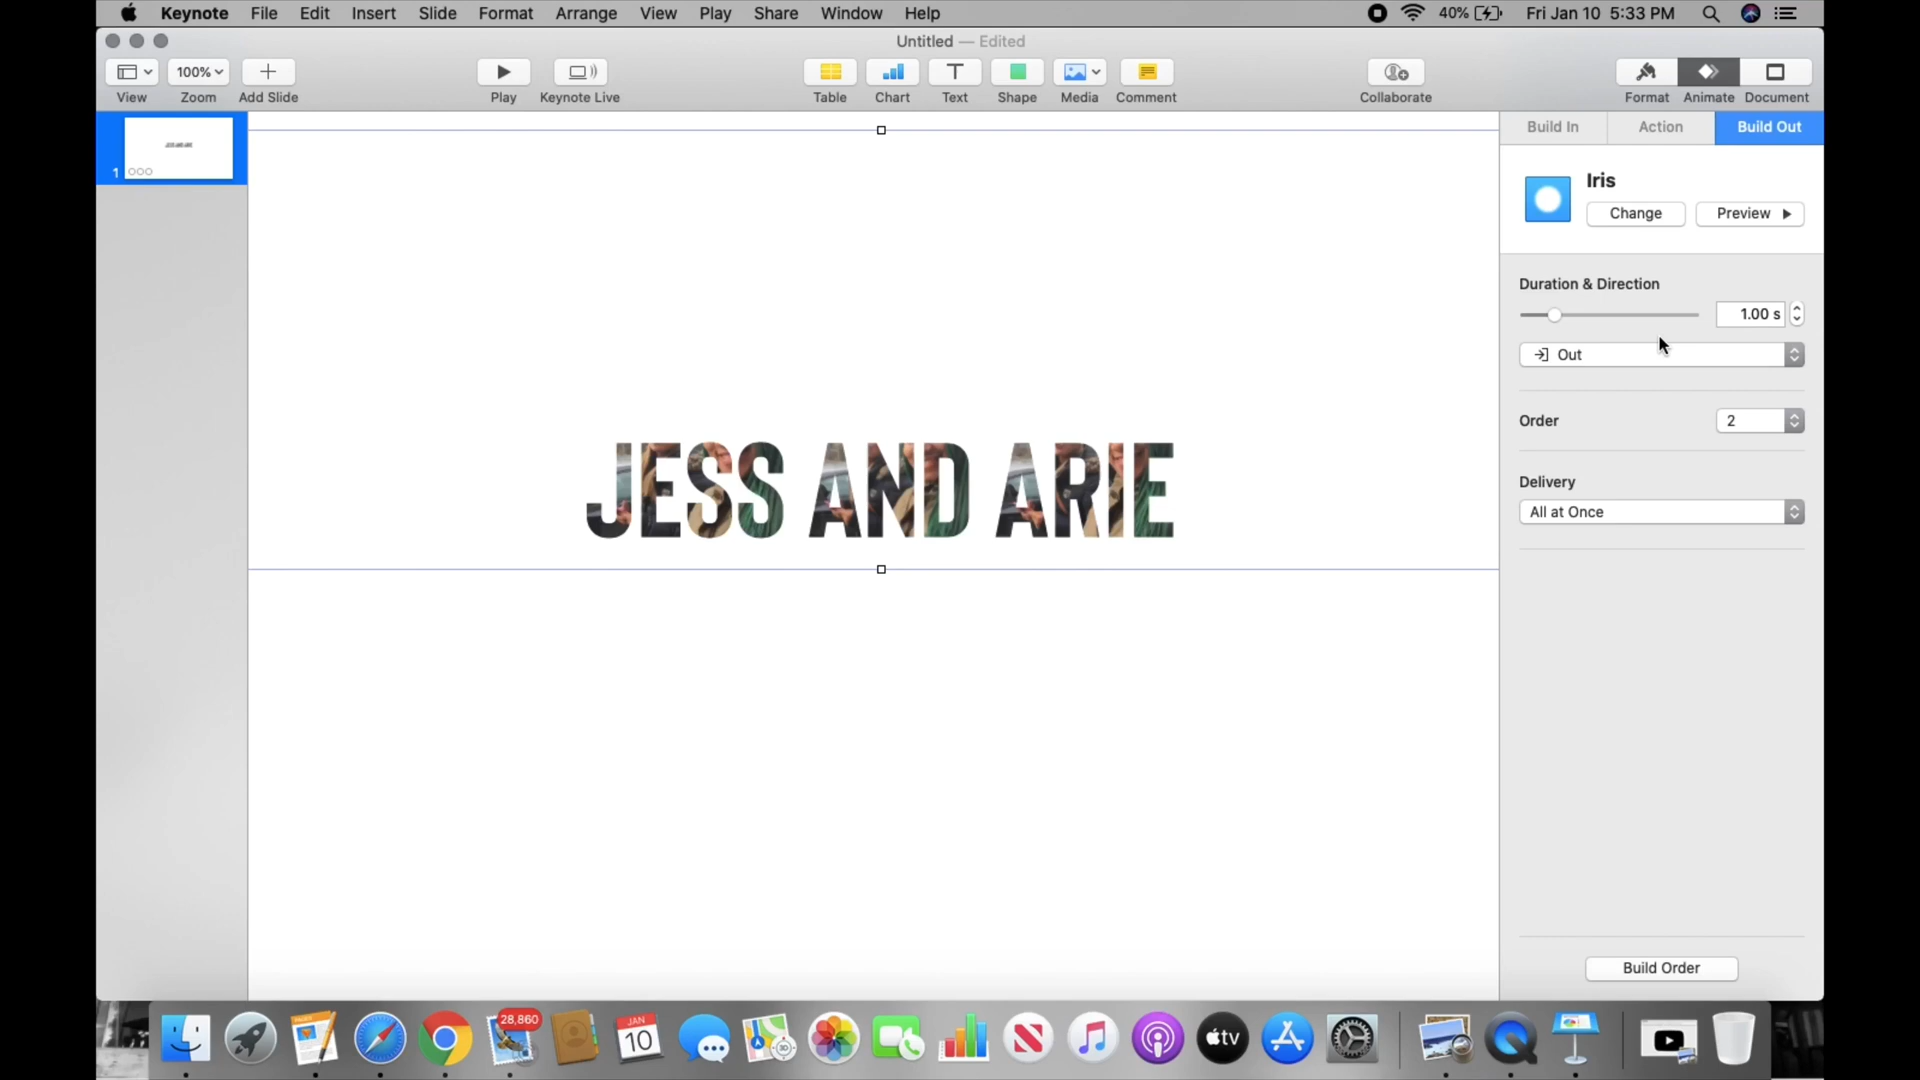 Keynote File Edit Insert Slide Format Arrange View Play Share Window Help 40% Fri Jan 10 5:33 PM
Untitled — Edited
100%
View Zoom Add Slide Play Keynote Live Table Chart Text Shape Media Comment Collaborate Format Animate Document
Build In Action Build Out
1
Iris
Change Preview
Duration & Direction
1.00 s
Out
Order 2
Delivery
All at Once
JESS AND ARIE
Build Order
28,860
PAGES
JAN
10
tv